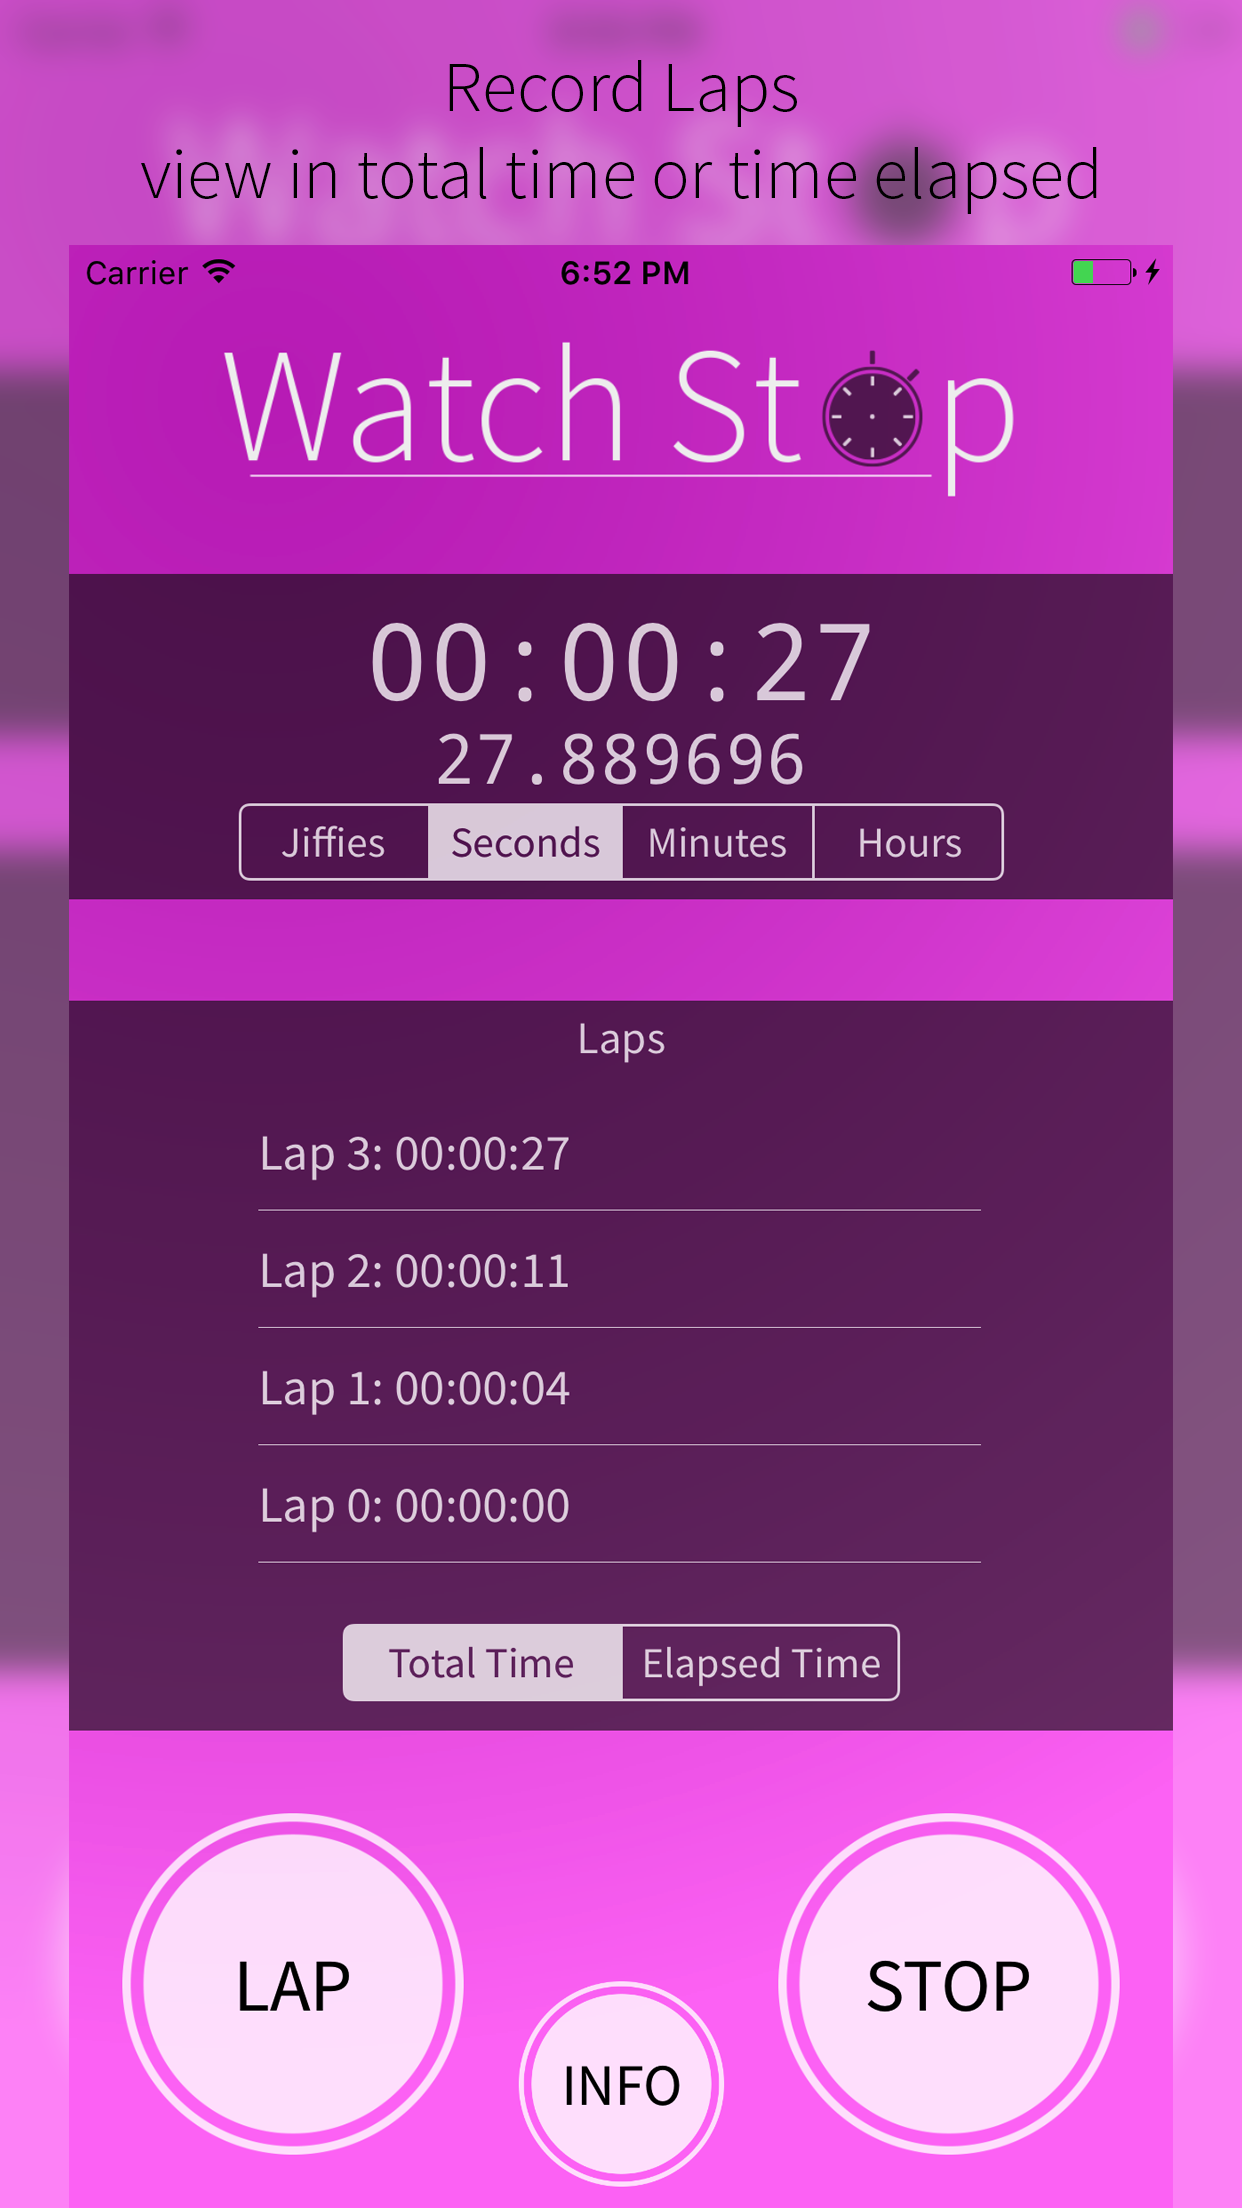 Record Laps
view in total time or time elapsed
Carrier 6:52 PM
Watch Stop
00:00:27
27.889696
Jiffies Seconds Minutes Hours
Laps
Lap 3: 00:00:27
Lap 2: 00:00:11
Lap 1: 00:00:04
Lap 0: 00:00:00
Total Time Elapsed Time
LAP STOP
INFO